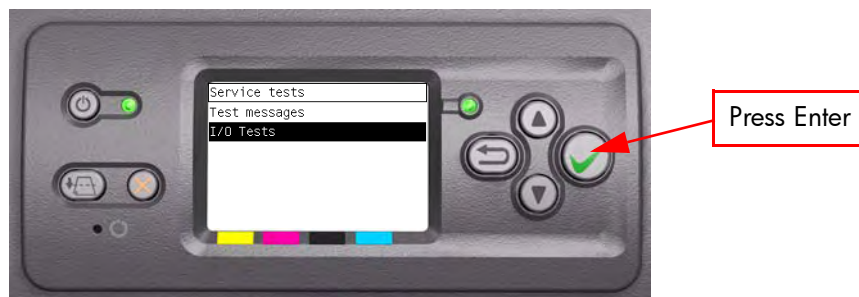 Service tests
Test messages
I/O Tests
Press Enter